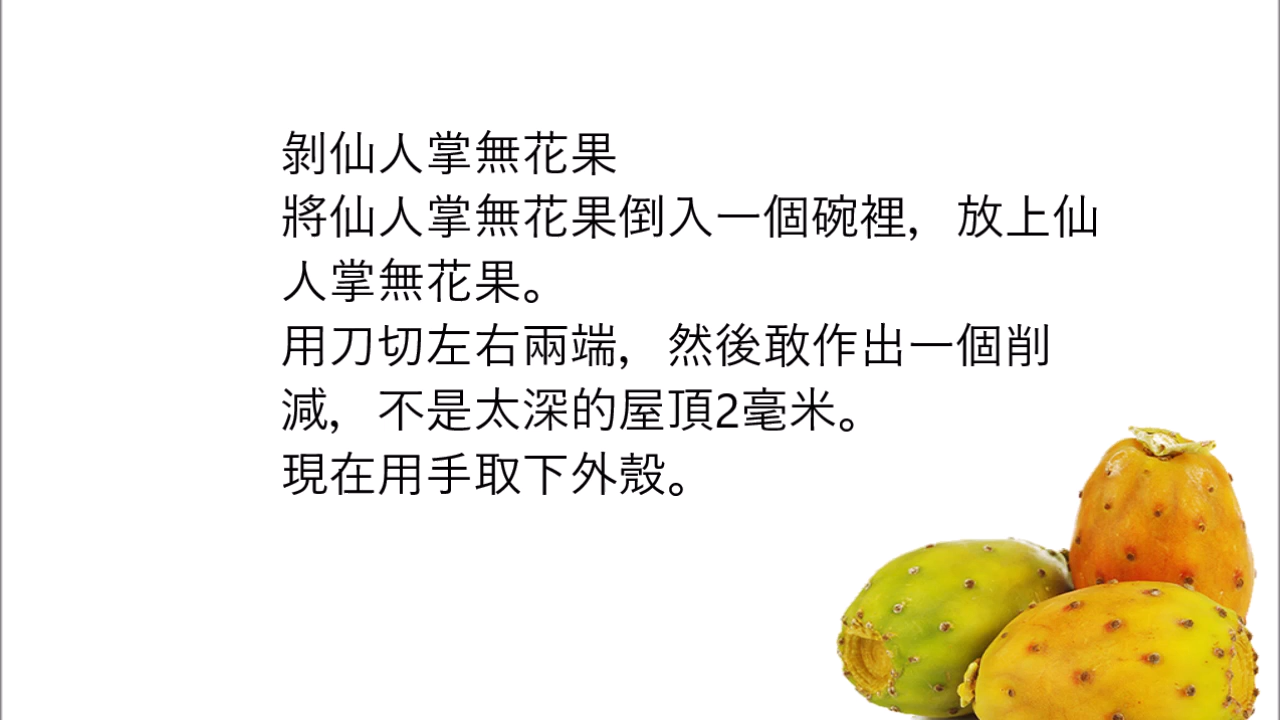 剝仙人掌無花果
將仙人掌無花果倒入一個碗裡，放上仙
人掌無花果。
用刀切左右兩端，然後敢作出一個削
減，不是太深的屋頂2毫米。
現在用手取下外殼。